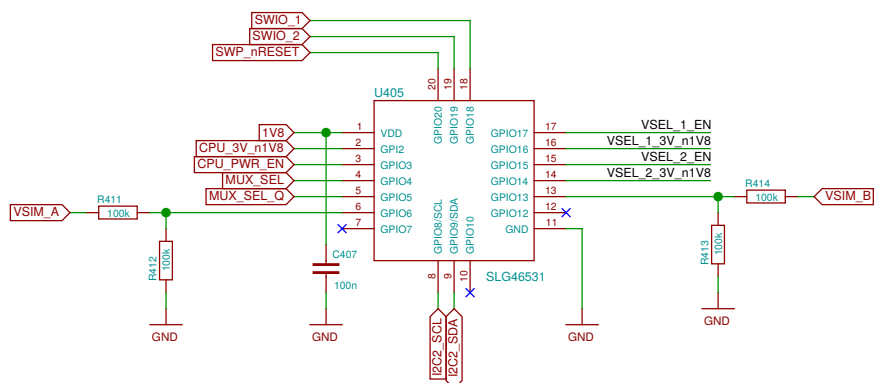 SWIO_1
SWIO_2
SWP_nRESET
U405
20
19
18
GPIO20
GPIO19
GPIO18
1V8
1
VDD
CPU_3V_n1V8
2
GPI2
CPU_PWR_EN
3
GPIO3
MUX_SEL
4
GPIO4
MUX_SEL_Q
5
GPIO5
6
GPIO6
7
GPIO7
GPIO17
17
VSEL_1_EN
GPIO16
16
VSEL_1_3V_n1V8
GPIO15
15
VSEL_2_EN
GPIO14
14
VSEL_2_3V_n1V8
GPIO13
13
GPIO12
12
GND
11
R411
100k
VSIM_A
R414
100k
VSIM_B
R412
100k
R413
100k
C407
100n
GPIO8/SCL
GPIO9/SDA
GPIO10
8
9
10
SLG46531
I2C2_SCL
I2C2_SDA
GND
GND
GND
GND